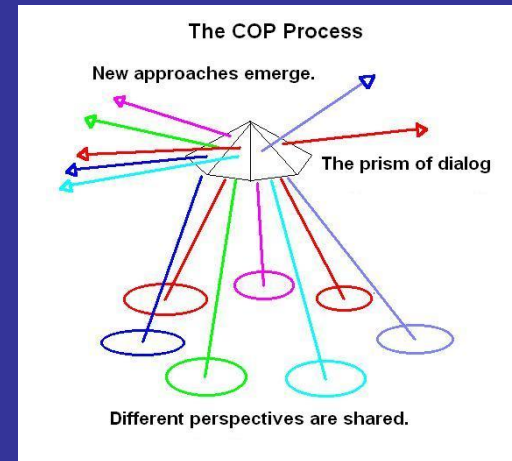 The COP Process
New approaches emerge.
The prism of dialog
Different perspectives are shared.